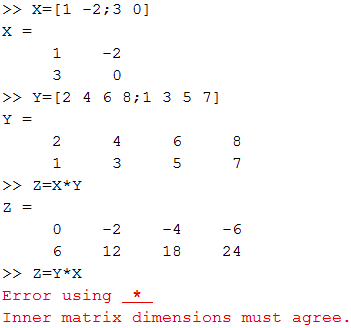 >> X=[1 -2;3 0]
X =
1 -2
3 0
>> Y=[2 4 6 8;1 3 5 7]
Y =
2 4 6 8
1 3 5 7
>> Z=X*Y
Z =
0 -2 -4 -6
6 12 18 24
>> Z=Y*X
Error using _*_
Inner matrix dimensions must agree.